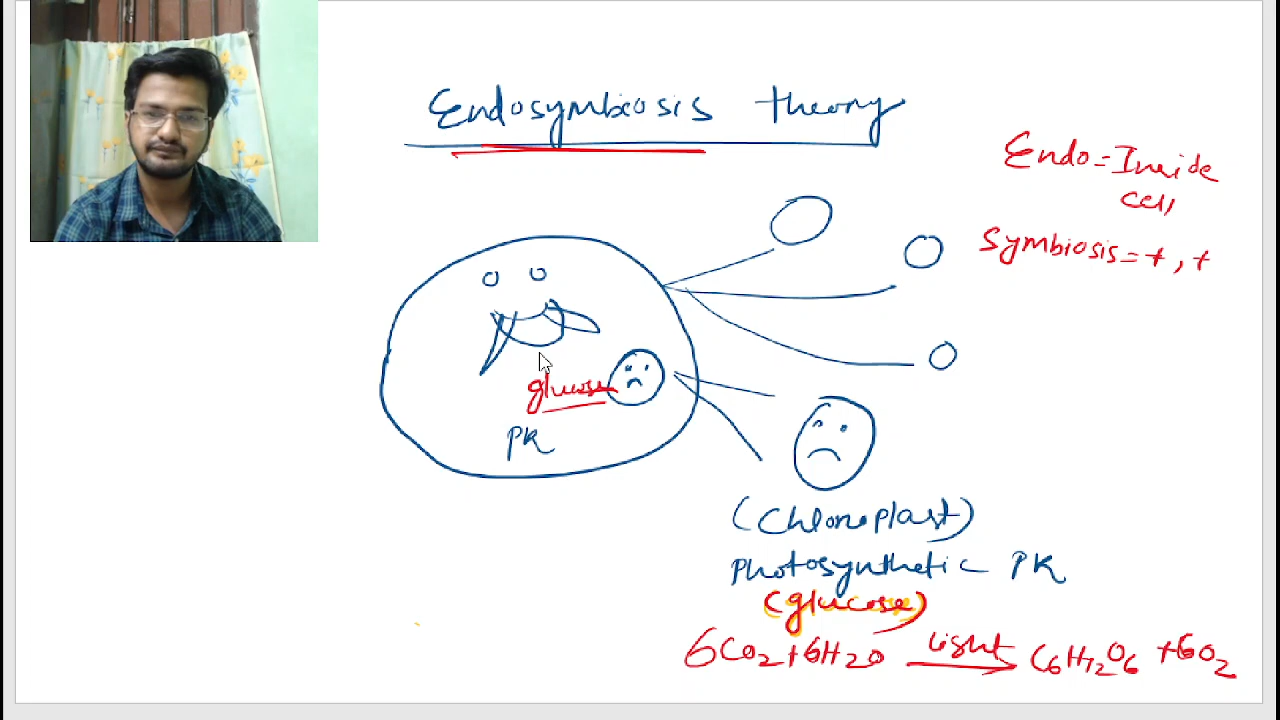 Endosymbiosis theory
Endo = Inside
cell
Symbiosis = +, +
glucose
PK
(Chloroplast)
Photosynthetic PK
(glucose)
6CO2+6H2O light C6H12O6 +6O2